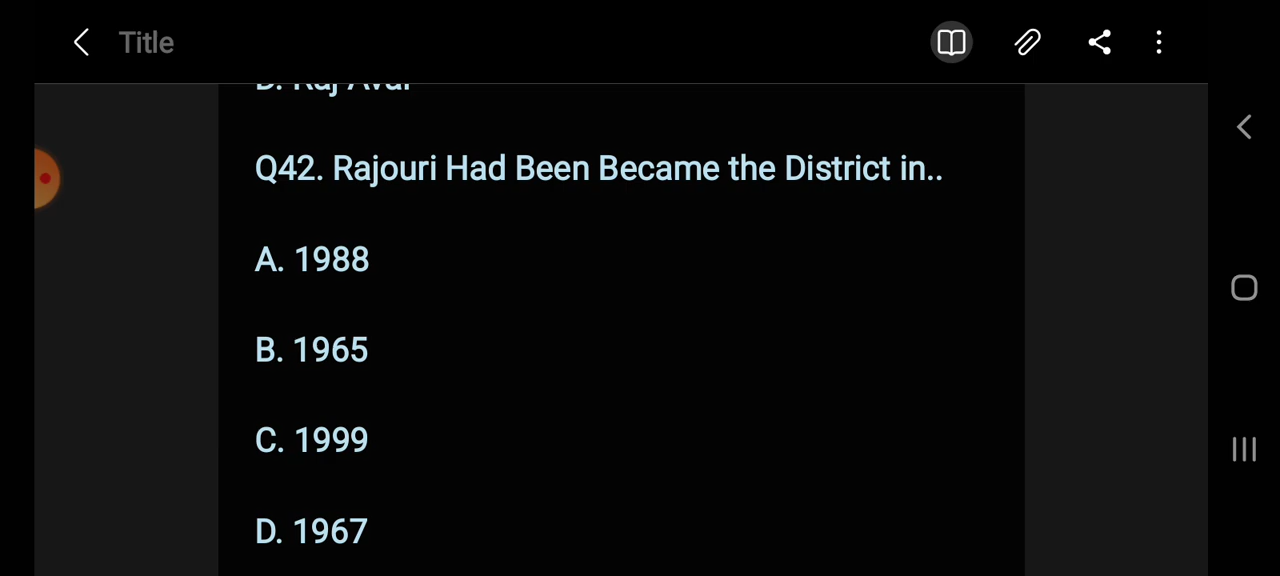 Title
Q42. Rajouri Had Been Became the District in..
A. 1988
B. 1965
C. 1999
D. 1967